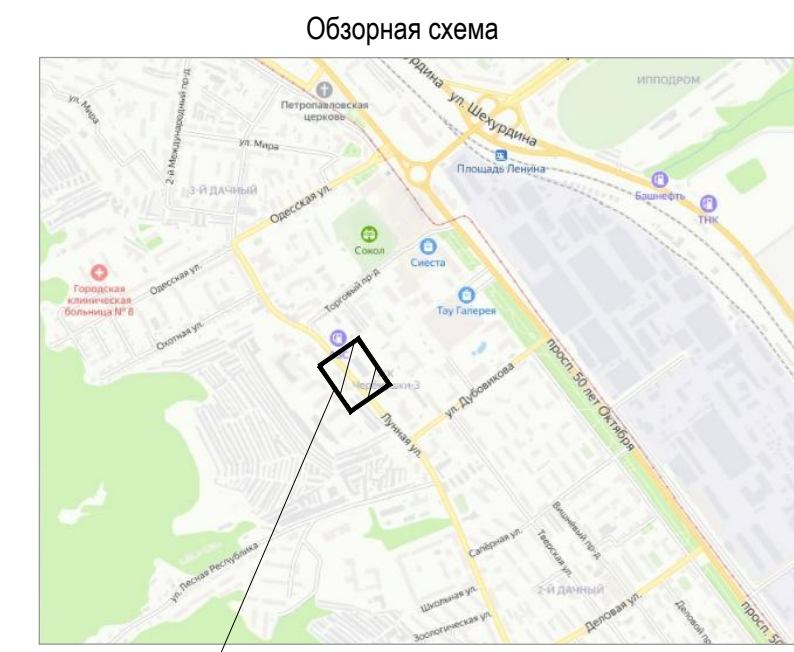 Обзорная схема
ул. Шехурдина
ИППОДРОМ
ул. Мира
2-й Международный пр-д
Петропавловская
церковь
ул. Мира
Площадь Ленина
Башнефть
ТНК
3-Й ДАЧНЫЙ
Одесская ул.
Сокол
Сиеста
Городская
клиническая
больница № 8
Одесская ул.
Торговый пр-д
Тау Галерея
Охотная ул.
просп. 50 лет Октября
ул. Дубовикова
Лунная ул.
Вишнёвый пр-д
Сапёрная ул.
Тверская ул.
ул. Лесная Республика
2-Й ДАЧНЫЙ
Школьная ул.
Деловая ул.
Зоологическая ул.